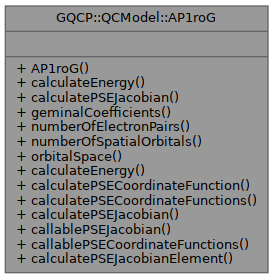 GQCP::QCModel::AP1roG
+ AP1roG()
+ calculateEnergy()
+ calculatePSEJacobian()
+ geminalCoefficients()
+ numberOfElectronPairs()
+ numberOfSpatialOrbitals()
+ orbitalSpace()
+ calculateEnergy()
+ calculatePSECoordinateFunction()
+ calculatePSECoordinateFunctions()
+ calculatePSEJacobian()
+ callablePSEJacobian()
+ callablePSECoordinateFunctions()
+ calculatePSEJacobianElement()